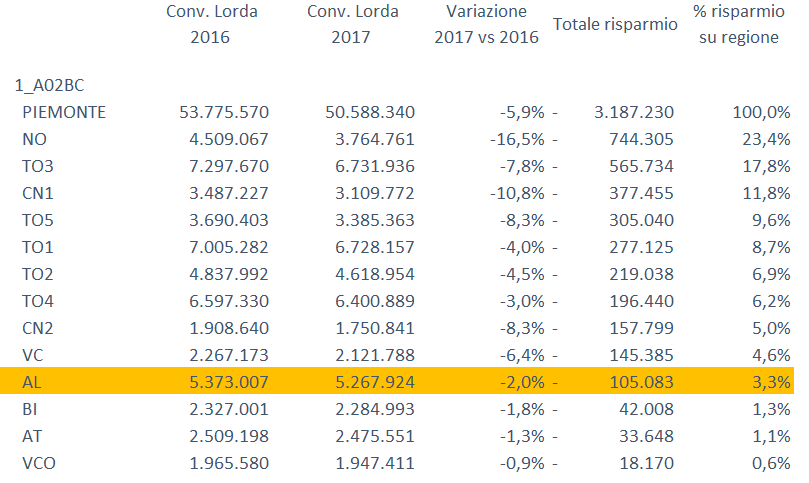 Conv. Lorda 2016 Conv. Lorda 2017 Variazione 2017 vs 2016 Totale risparmio % risparmio su regione
1_A02BC
PIEMONTE 53.775.570 50.588.340 -5,9% - 3.187.230 100,0%
NO 4.509.067 3.764.761 -16,5% - 744.305 23,4%
TO3 7.297.670 6.731.936 -7,8% - 565.734 17,8%
CN1 3.487.227 3.109.772 -10,8% - 377.455 11,8%
TO5 3.690.403 3.385.363 -8,3% - 305.040 9,6%
TO1 7.005.282 6.728.157 -4,0% - 277.125 8,7%
TO2 4.837.992 4.618.954 -4,5% - 219.038 6,9%
TO4 6.597.330 6.400.889 -3,0% - 196.440 6,2%
CN2 1.908.640 1.750.841 -8,3% - 157.799 5,0%
VC 2.267.173 2.121.788 -6,4% - 145.385 4,6%
AL 5.373.007 5.267.924 -2,0% - 105.083 3,3%
BI 2.327.001 2.284.993 -1,8% - 42.008 1,3%
AT 2.509.198 2.475.551 -1,3% - 33.648 1,1%
VCO 1.965.580 1.947.411 -0,9% - 18.170 0,6%